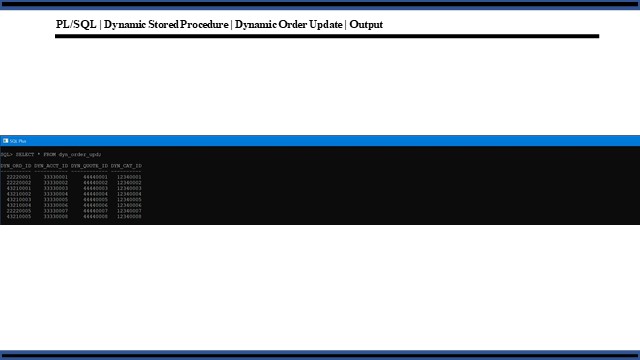 PL/SQL | Dynamic Stored Procedure | Dynamic Order Update | Output
SQL Plus
SQL> SELECT * FROM dyn_order_upd;
DYN_ORD_ID DYN_ACCT_ID DYN_QUOTE_ID DYN_CAT_ID
22220001 33330001 44440001 12340001
22220002 33330002 44440002 12340002
43210001 33330003 44440003 12340003
43210002 33330004 44440004 12340004
43210003 33330005 44440005 12340005
43210004 33330006 44440006 12340006
22220005 33330007 44440007 12340007
43210005 33330008 44440008 12340008